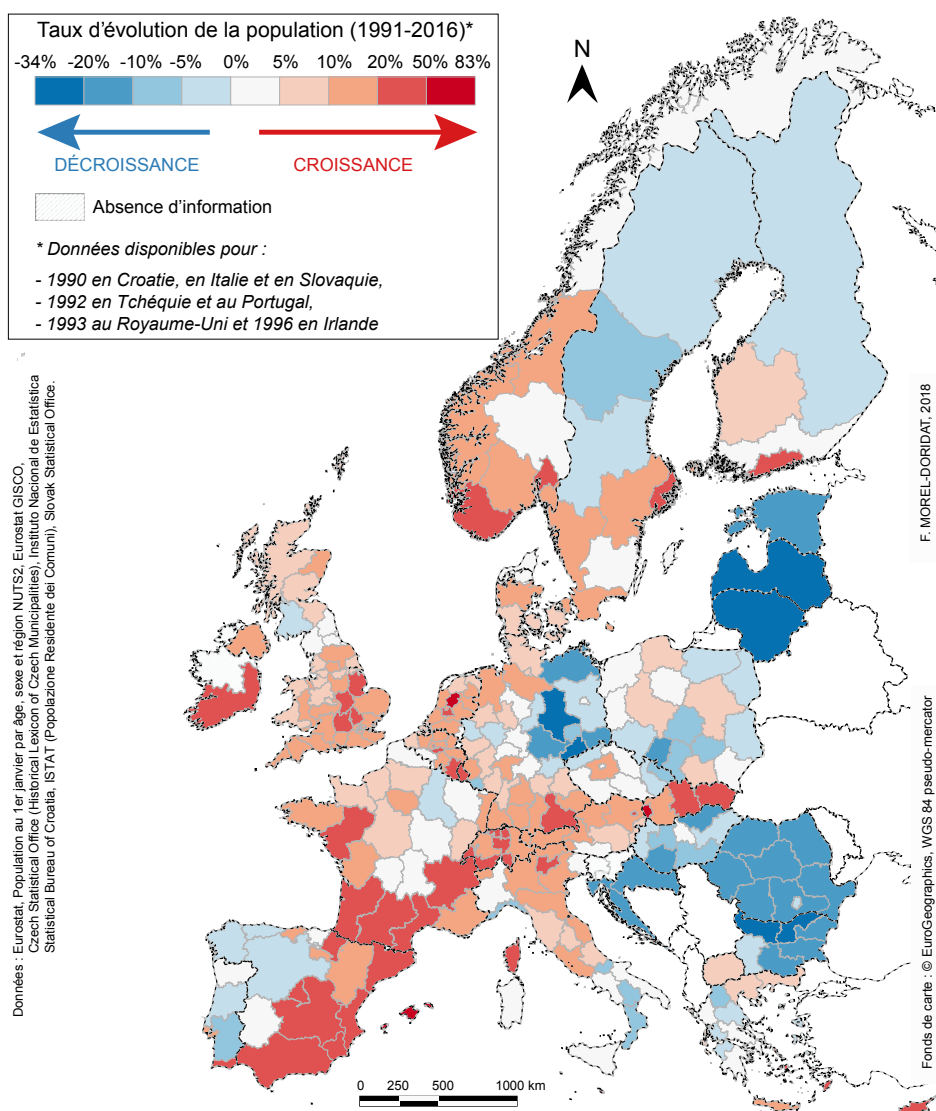 Taux d'évolution de la population (1991-2016)*
-34% -20% -10% -5% 0% 5% 10% 20% 50% 83%
DÉCROISSANCE CROISSANCE
Absence d'information
* Données disponibles pour :
- 1990 en Croatie, en Italie et en Slovaquie,
- 1992 en Tchéquie et au Portugal,
- 1993 au Royaume-Uni et 1996 en Irlande
N
Données : Eurostat, Population au 1er janvier par âge, sexe et région NUTS2, Eurostat GISCO,
Czech Statistical Office (Historical Lexicon of Czech Municipalities), Instituto Nacional de Estatística
Statistical Bureau of Croatia, ISTAT (Popolazione Residente dei Comuni), Slovak Statistical Office.
F. MOREL-DORIDAT, 2018
Fonds de carte : © EuroGeographics, WGS 84 pseudo-mercator
0 250 500 1000 km